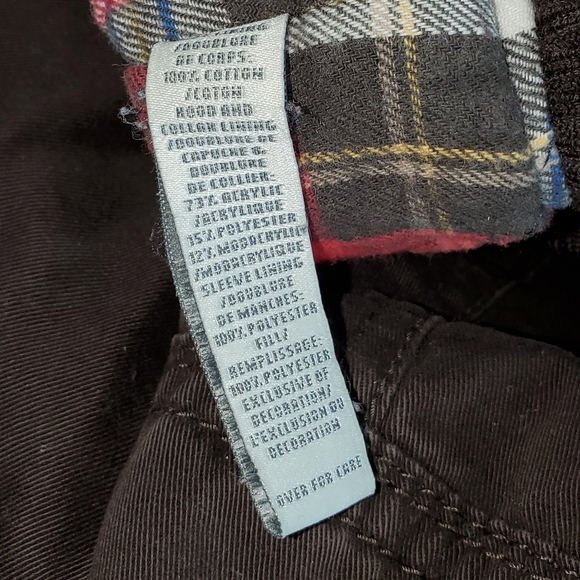 LINING
/DOUBLURE
DE CORPS:
100% COTTON
/COTON
HOOD AND
COLLAR LINING
/DOUBLURE DE
CAPUCHE &
DOUBLURE
DE COLLIER:
73% ACRYLIC
/ACRYLIQUE
15% POLYESTER
12% MODACRYLIC
/MODACRYLIQUE
SLEEVE LINING
/DOUBLURE
DE MANCHES:
100% POLYESTER
FILL/
REMPLISSAGE:
100% POLYESTER
EXCLUSIVE OF
DECORATION/
L'EXCLUSION DU
DECORATION
OVER FOR CARE